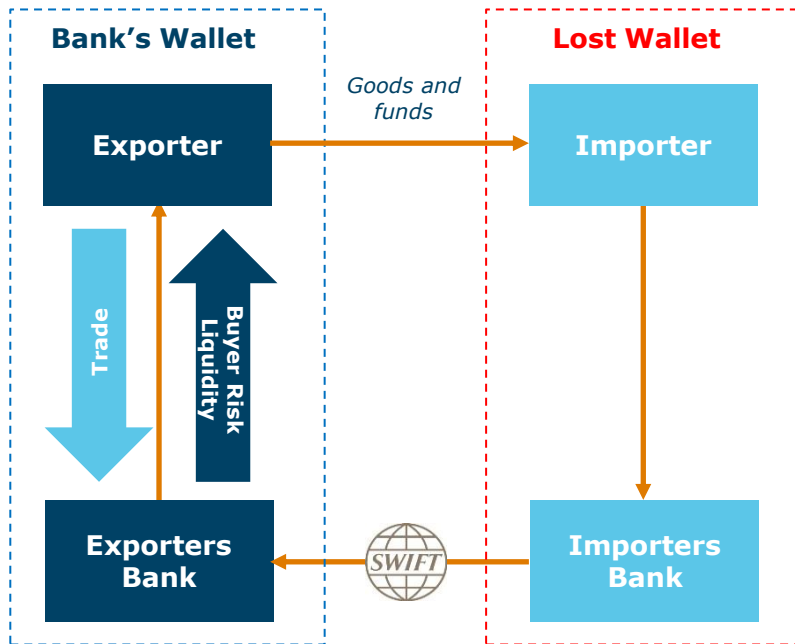 Bank’s Wallet
Lost Wallet
Goods and
funds
Exporter
Importer
Trade
Buyer Risk
Liquidity
Exporters
Bank
SWIFT
Importers
Bank